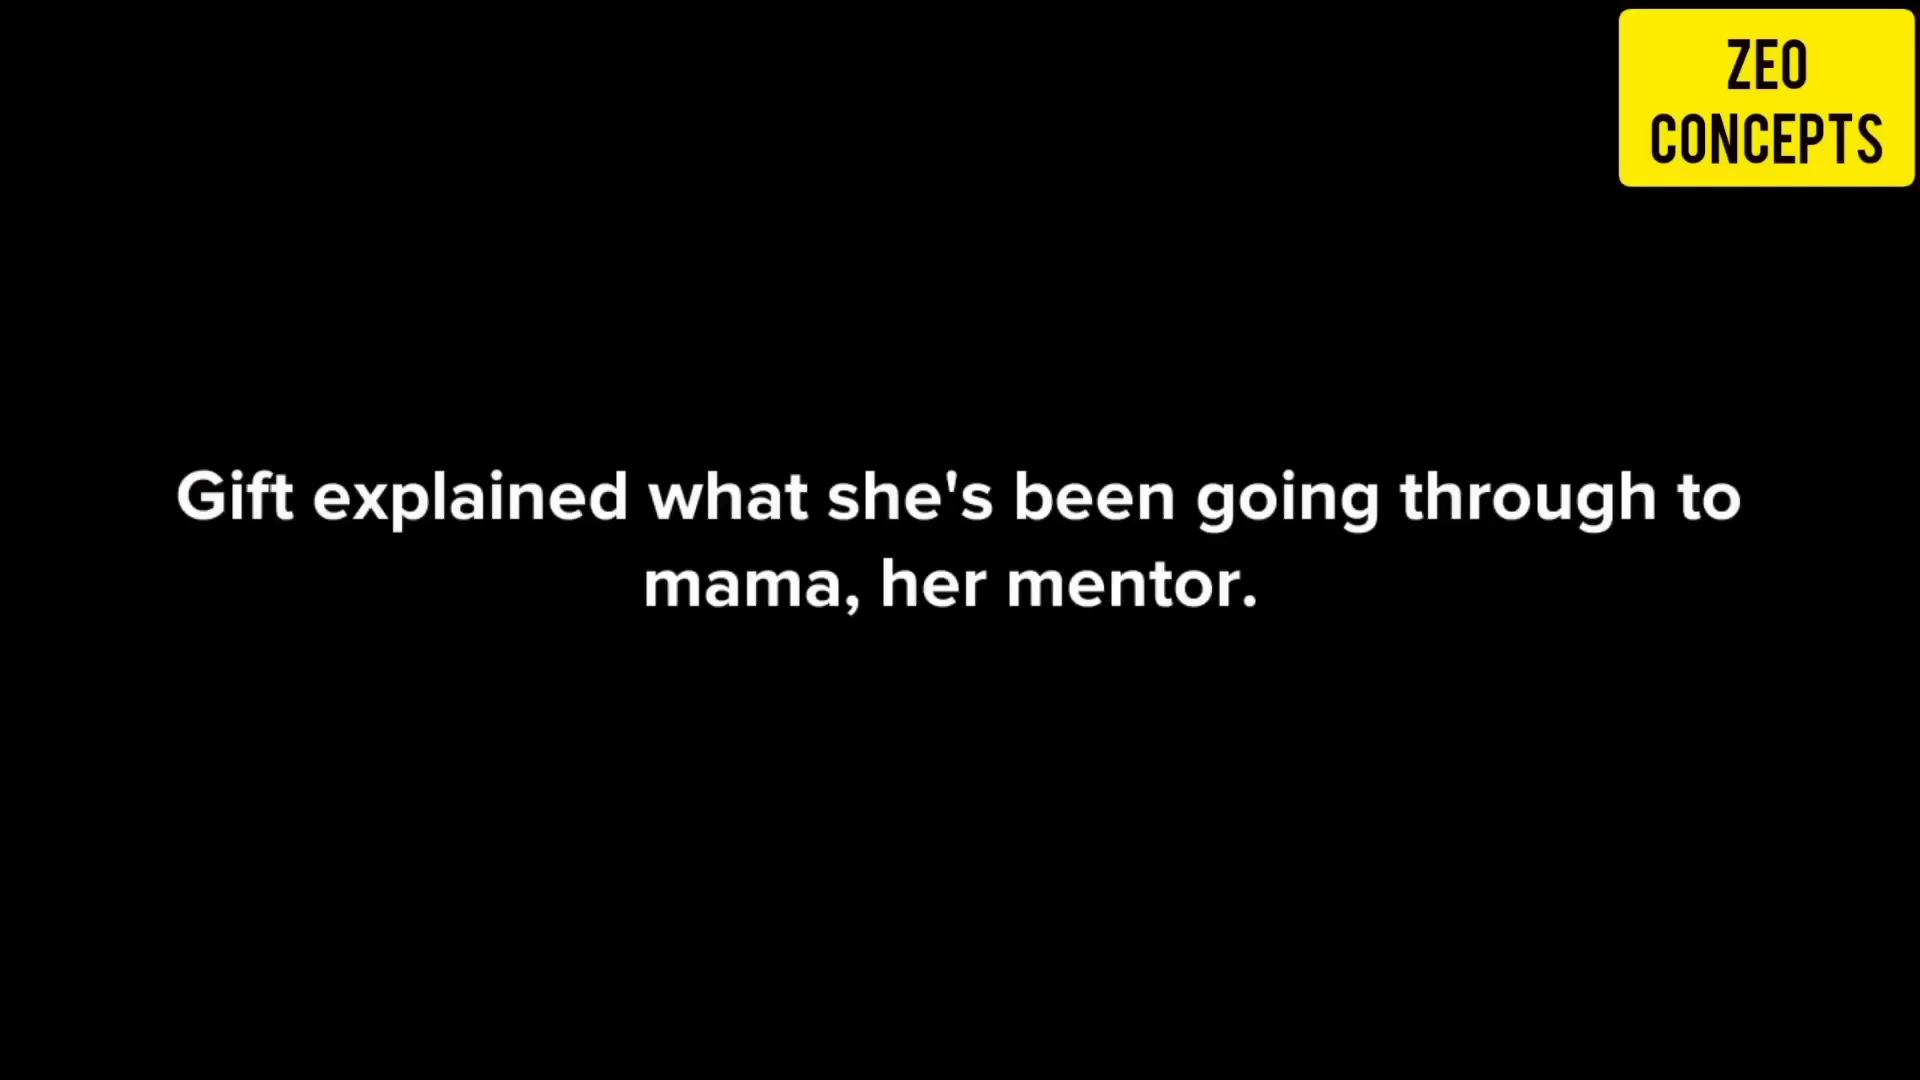 ZEO
CONCEPTS
Gift explained what she's been going through to
mama, her mentor.